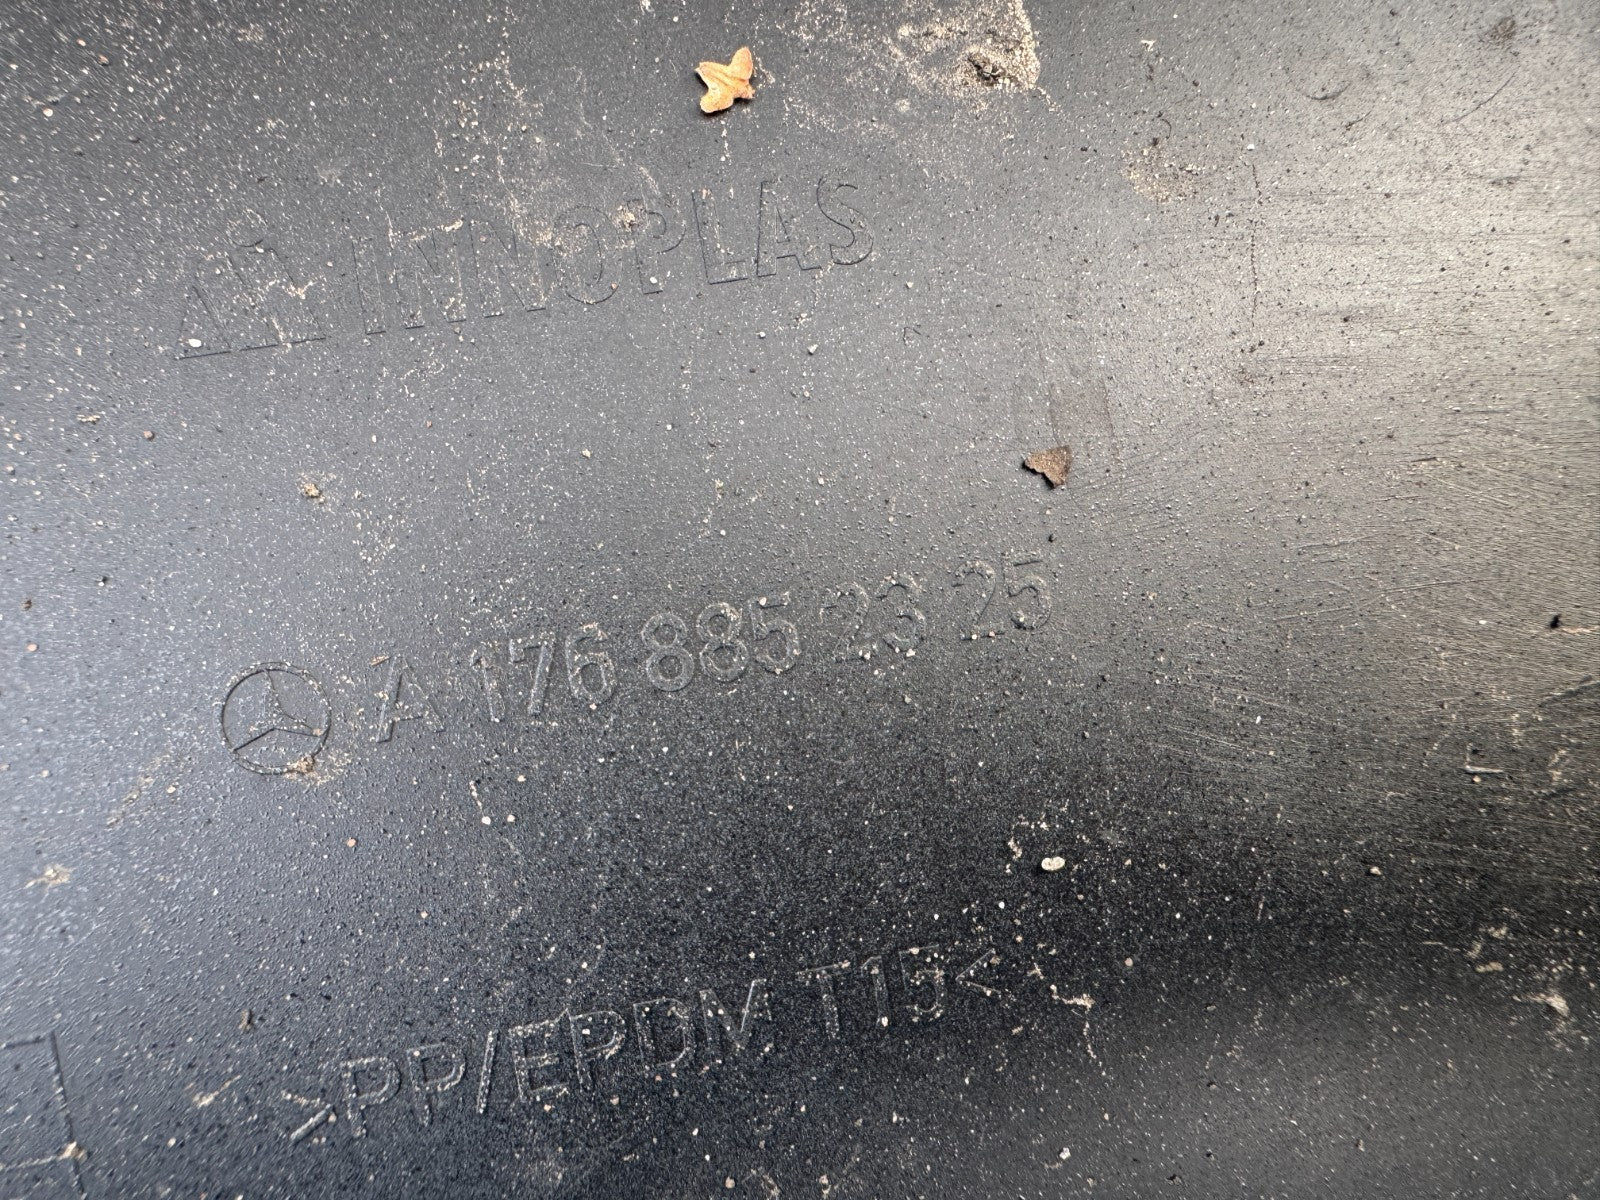 INNOPLAS
A 176 885 23 25
>PP/EPDM T15<